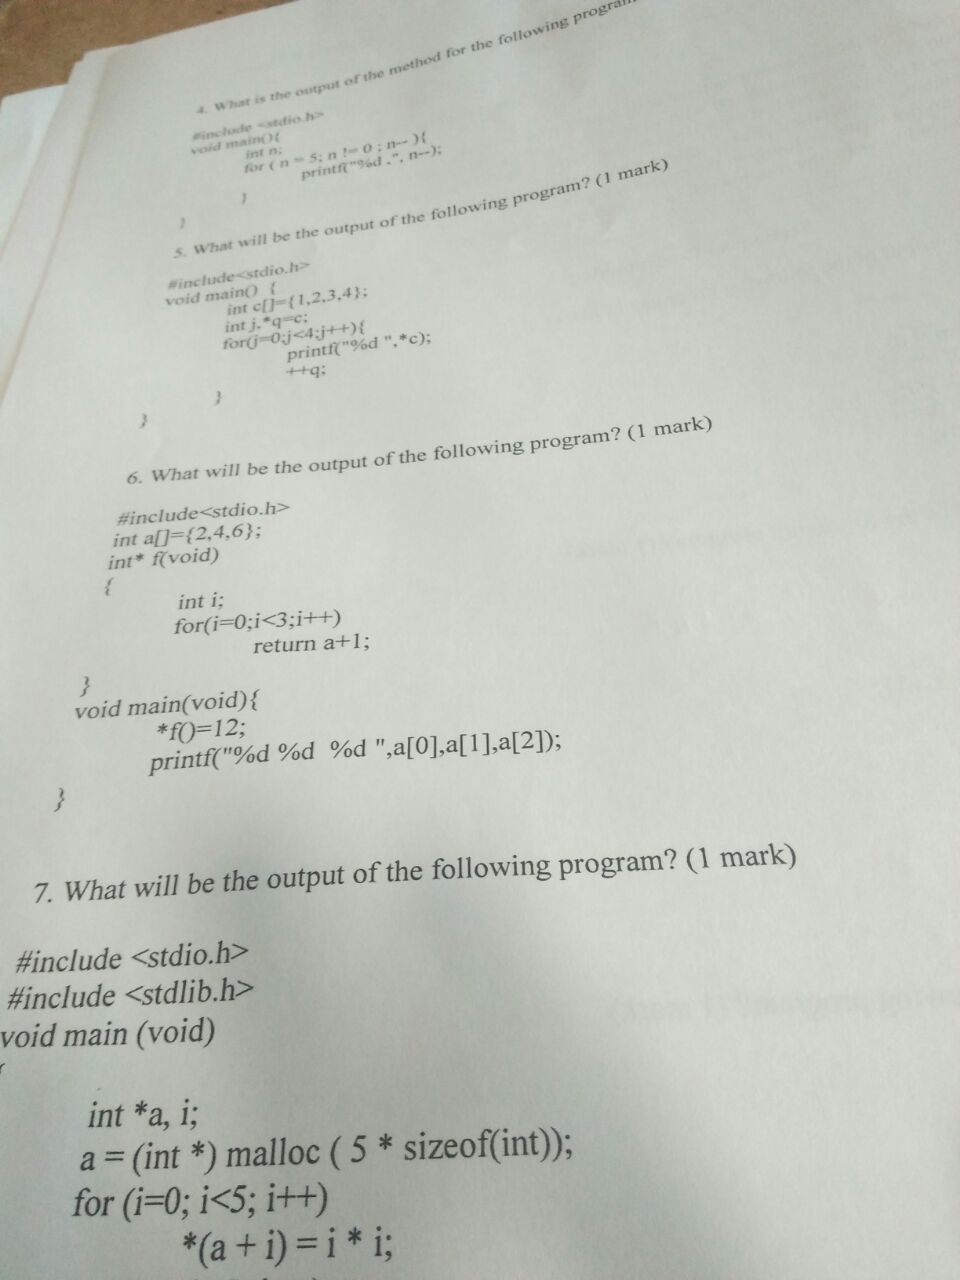 4. What is the output of the method for the following program
#include <stdio.h>
void main(){
int n;
for ( n = 5; n != 0 ; n-- ){
printf("%d ,", n--);
}
}
5. What will be the output of the following program? (1 mark)
#include<stdio.h>
void main() {
int c[]={1,2,3,4};
int j,*q=c;
for(j=0;j<4;j++){
printf("%d ",*c);
++q;
}
}
6. What will be the output of the following program? (1 mark)
#include<stdio.h>
int a[]={2,4,6};
int* f(void)
{
int i;
for(i=0;i<3;i++)
return a+1;
}
void main(void){
*f()=12;
printf("%d %d %d ",a[0],a[1],a[2]);
}
7. What will be the output of the following program? (1 mark)
#include <stdio.h>
#include <stdlib.h>
void main (void)
int *a, i;
a = (int *) malloc ( 5 * sizeof(int));
for (i=0; i<5; i++)
*(a + i) = i * i;